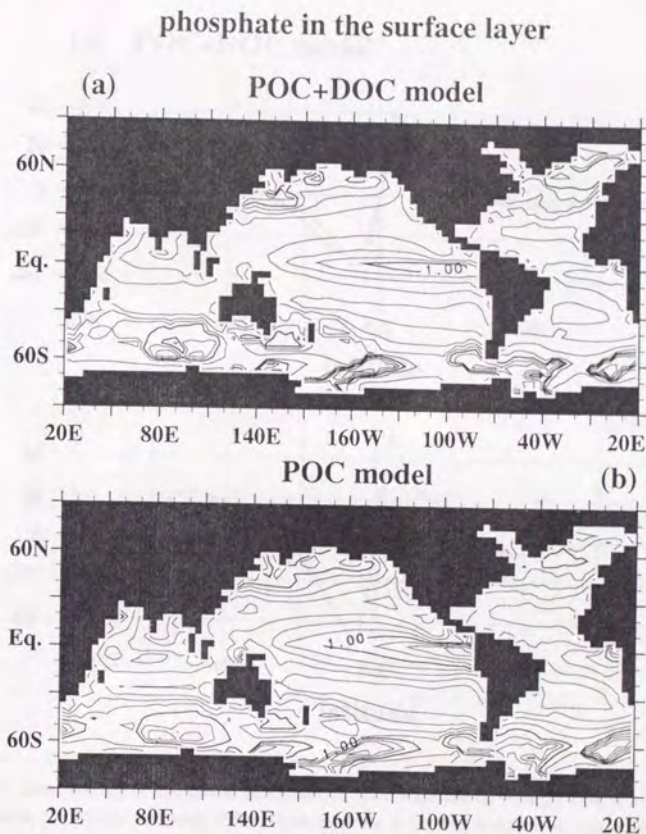 phosphate in the surface layer
(a) POC+DOC model
60N
Eq.
1.00
60S
20E 80E 140E 160W 100W 40W 20E
POC model (b)
60N
Eq.
1.00
60S
1.00
20E 80E 140E 160W 100W 40W 20E